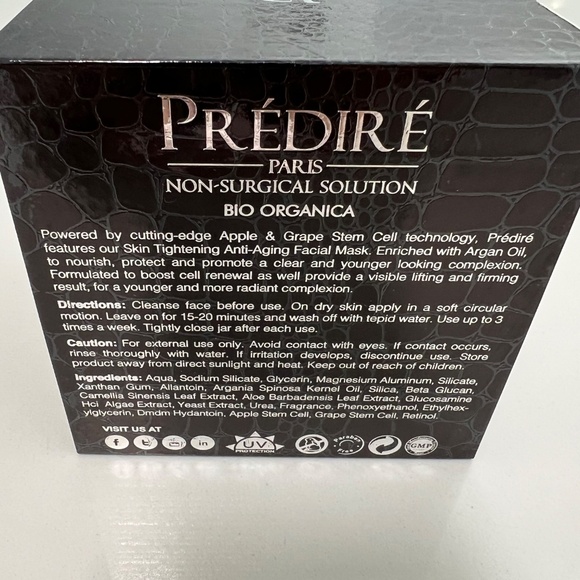 PRÉDIRÉ
PARIS
NON-SURGICAL SOLUTION
BIO ORGANICA
Powered by cutting-edge Apple & Grape Stem Cell technology, Prédiré
features our Skin Tightening Anti-Aging Facial Mask. Enriched with Argan Oil,
to nourish, protect and promote a clear and younger looking complexion.
Formulated to boost cell renewal as well provide a visible lifting and firming
result, for a younger and more radiant complexion.
Directions: Cleanse face before use. On dry skin apply in a soft circular
motion. Leave on for 15-20 minutes and wash off with tepid water. Use up to 3
times a week. Tightly close jar after each use.
Caution: For external use only. Avoid contact with eyes. If contact occurs,
rinse thoroughly with water. If irritation develops, discontinue use. Store
product away from direct sunlight and heat. Keep out of reach of children.
Ingredients: Aqua, Sodium Silicate, Glycerin, Magnesium Aluminum, Silicate,
Xanthan Gum, Allantoin, Argania Spinosa Kernel Oil, Silica, Beta Glucan,
Camellia Sinensis Leaf Extract, Aloe Barbadensis Leaf Extract, Glucosamine
Hci Algae Extract, Yeast Extract, Urea, Fragrance, Phenoxyethanol, Ethylhex-
ylglycerin, Dmdm Hydantoin, Apple Stem Cell, Grape Stem Cell, Retinol.
VISIT US AT
f in UV Paraben GMP
PROTECTION Free